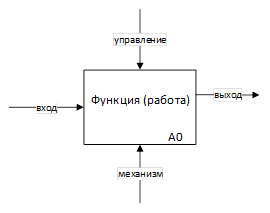 управление
Функция (работа)
выход
вход
A0
механизм